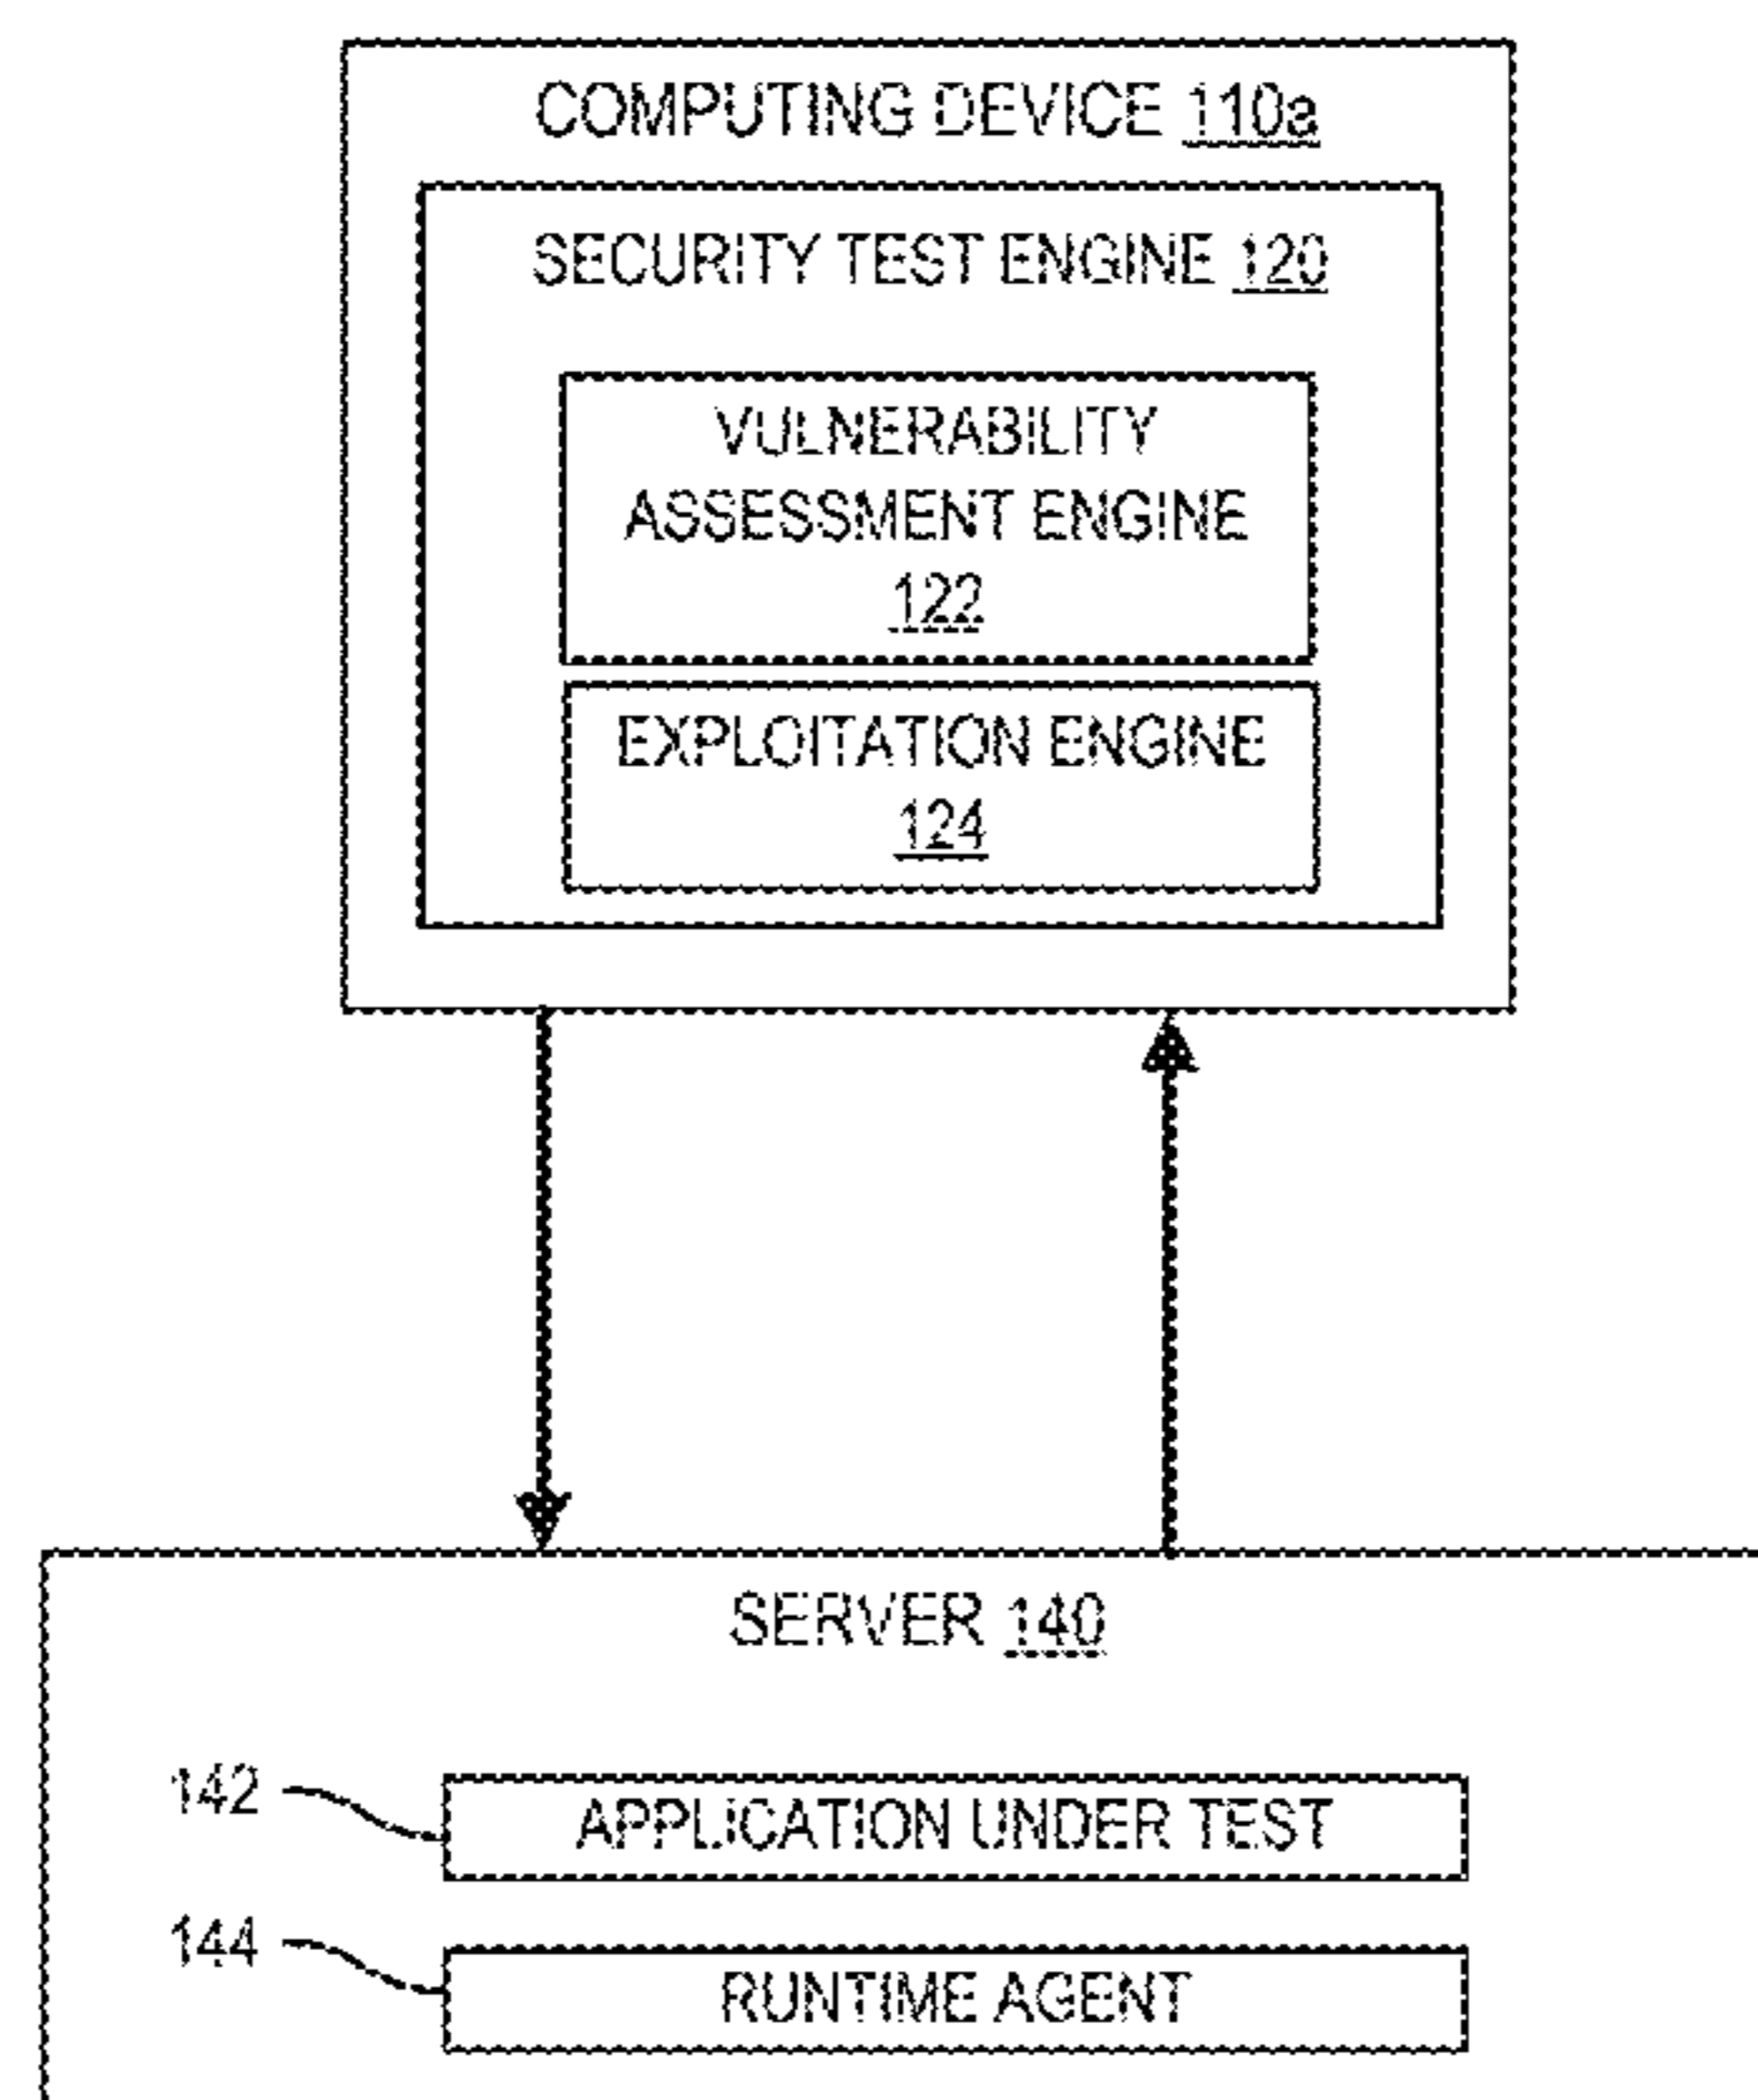 COMPUTING DEVICE 110a
SECURITY TEST ENGINE 120
VULNERABILITY
ASSESSMENT ENGINE
122
EXPLOITATION ENGINE
124
SERVER 140
142
APPLICATION UNDER TEST
144
RUNTIME AGENT